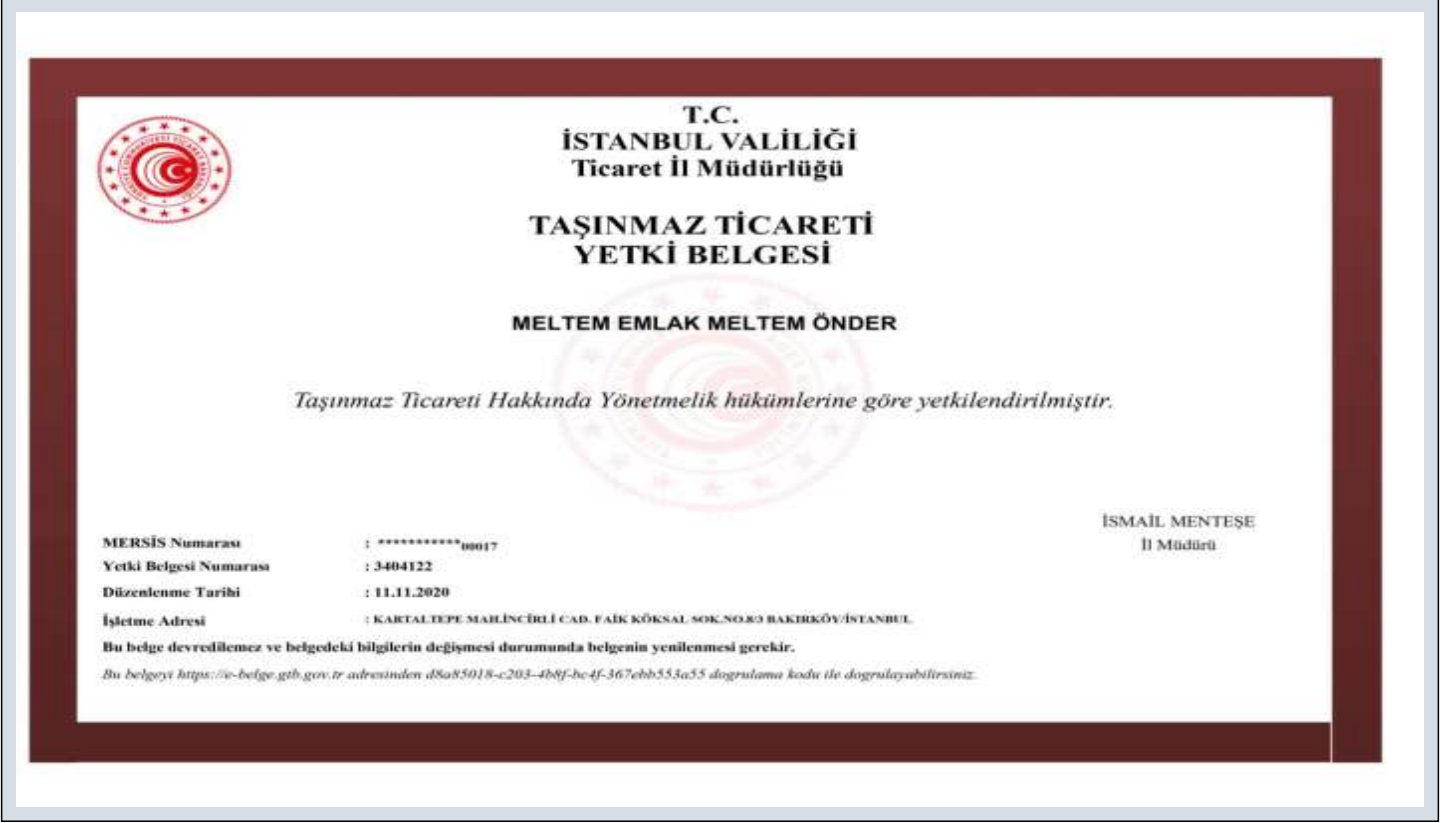 T.C.
İSTANBUL VALİLİĞİ
Ticaret İl Müdürlüğü
TAŞINMAZ TİCARETİ
YETKİ BELGESİ
MELTEM EMLAK MELTEM ÖNDER
Taşınmaz Ticareti Hakkında Yönetmelik hükümlerine göre yetkilendirilmiştir.
İSMAİL MENTEŞE
İl Müdürü
MERSİS Numarası : ***********00017
Yetki Belgesi Numarası : 3404122
Düzenlenme Tarihi : 11.11.2020
İşletme Adresi : KARTALTEPE MAH.İNCİRLİ CAD. FAİK KÖKSAL SOK.NO.8/3 BAKIRKÖY/İSTANBUL
Bu belge devredilemez ve belgedeki bilgilerin değişmesi durumunda belgenin yenilenmesi gerekir.
Bu belgeyi https://e-belge.gtb.gov.tr adresinden d8a85018-c203-4b8f-bc4f-367ebb553a55 dogrulama kodu ile dogrulayabilirsiniz.